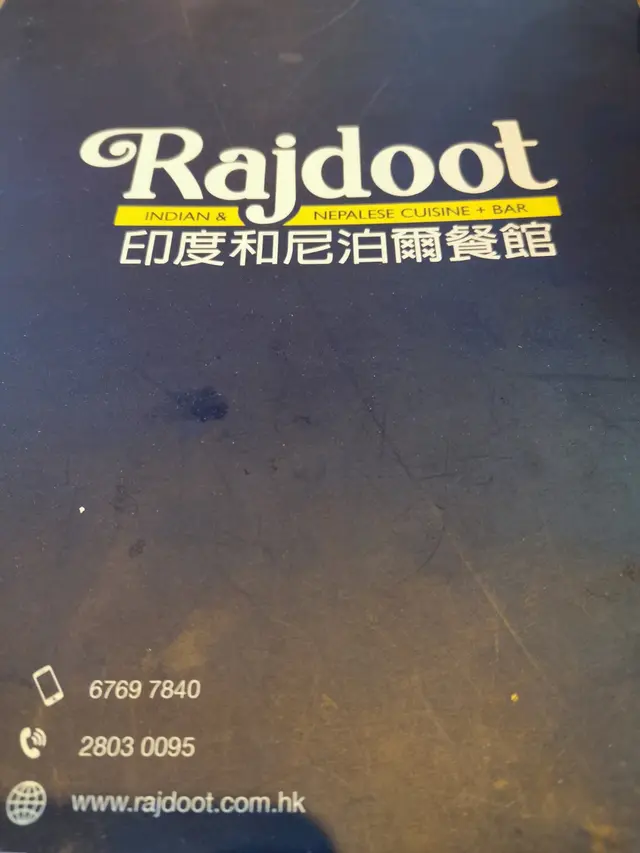 Rajdoot
INDIAN & NEPALESE CUISINE + BAR
印度和尼泊爾餐館
6769 7840
2803 0095
www.rajdoot.com.hk